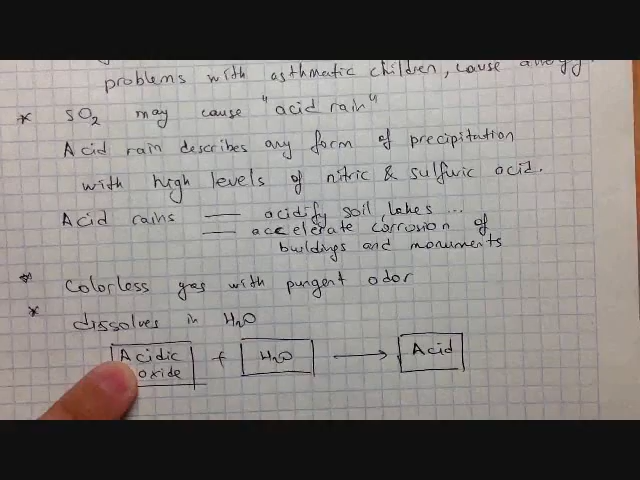 problems with asthmatic children, cause allergy.
* SO2 may cause "acid rain"
Acid rain describes any form of precipitation
with high levels of nitric & sulfuric acid.
Acid rains — acidify soil, lakes ...
— accelerate corrosion of
buildings and monuments
* Colorless gas with pungent odor
* dissolves in H2O
Acidic oxide + H2O → Acid